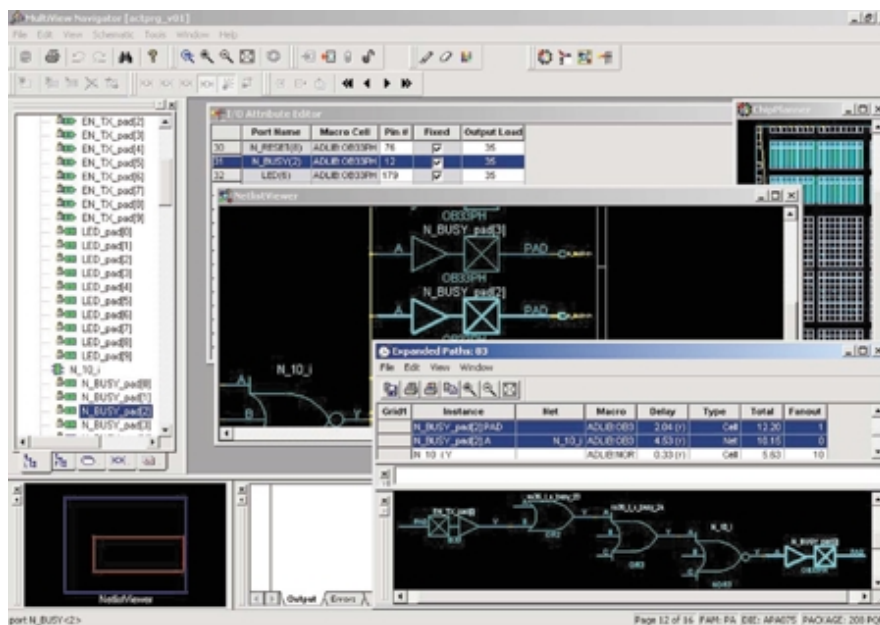 MultiView Navigator [actprg_v01]
File Edit View Schematic Tools Window Help
EN_TX_pad[2]
EN_TX_pad[3]
EN_TX_pad[4]
EN_TX_pad[5]
EN_TX_pad[6]
EN_TX_pad[7]
EN_TX_pad[8]
EN_TX_pad[9]
LED_pad[0]
LED_pad[1]
LED_pad[2]
LED_pad[3]
LED_pad[4]
LED_pad[5]
LED_pad[6]
LED_pad[7]
LED_pad[8]
LED_pad[9]
N_10_i
N_BUSY_pad[0]
N_BUSY_pad[1]
N_BUSY_pad[2]
N_BUSY_pad[3]
I/O Attribute Editor
Port Name Macro Cell Pin # Fixed Output Load
30 N_RESET(8) ADLIB:OB33PH 76 35
31 N_BUSY(2) ADLIB:OB33PH 12 35
32 LED(6) ADLIB:OB33PH 179 35
ChipPlanner
NetlistViewer
OB33PH
N_BUSY_pad[3]
A PAD
OB33PH
N_BUSY_pad[2]
A PAD
N_10_i
A
B Y
Expanded Paths: 83
File Edit View Window
Grid1 Instance Net Macro Delay Type Total Fanout
N_BUSY_pad[2]:PAD ADLIB:OB3 2.04 (r) Cell 12.20 1
N_BUSY_pad[2]:A N_10_i ADLIB:OB3 4.53 (r) Net 10.15 0
N_10_i:Y ADLIB:NOR 0.33 (r) Cell 5.63 10
PAD Y
OR2
Y
OR3
N_10_i
Y A PAD
NetlistViewer
Output Errors
port N_BUSY<2>
Page 12 of 16 FAM: PA DIE: APA075 PACKAGE: 208 PQ